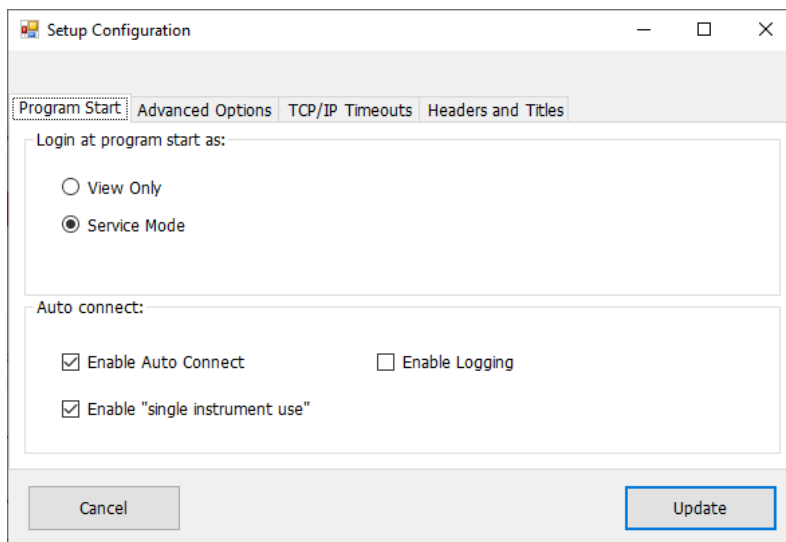 Setup Configuration
Program Start Advanced Options TCP/IP Timeouts Headers and Titles
Login at program start as:
View Only
Service Mode
Auto connect:
Enable Auto Connect Enable Logging
Enable "single instrument use"
Cancel Update